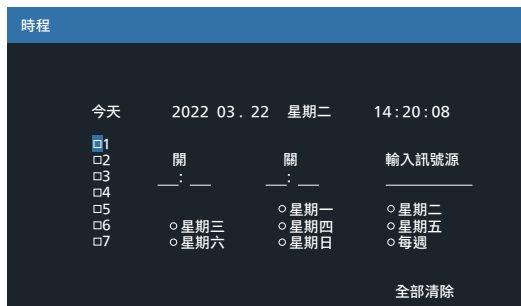 時程
今天 2022 03. 22 星期二 14:20:08
□1
□2 開 關 輸入訊號源
□3 __:__ __:__ ________
□4
□5 ○星期一 ○星期二
□6 ○星期三 ○星期四 ○星期五
□7 ○星期六 ○星期日 ○每週
全部清除